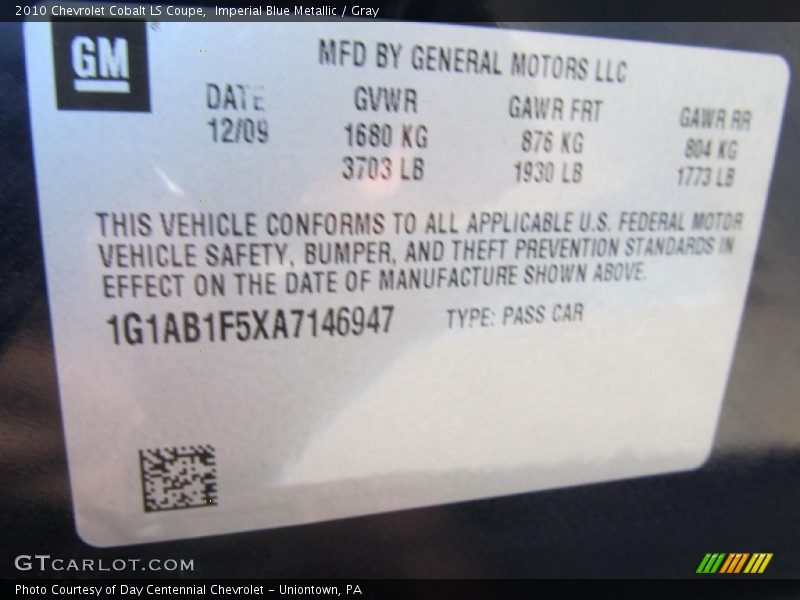 2010 Chevrolet Cobalt LS Coupe,  Imperial Blue Metallic / Gray
GM
MFD BY GENERAL MOTORS LLC
DATE GVWR GAWR FRT GAWR RR
12/09 1680 KG 876 KG 804 KG
3703 LB 1930 LB 1773 LB
THIS VEHICLE CONFORMS TO ALL APPLICABLE U.S. FEDERAL MOTOR
VEHICLE SAFETY, BUMPER, AND THEFT PREVENTION STANDARDS IN
EFFECT ON THE DATE OF MANUFACTURE SHOWN ABOVE.
1G1AB1F5XA7146947 TYPE: PASS CAR
GTCARLOT.COM
Photo Courtesy of Day Centennial Chevrolet - Uniontown, PA